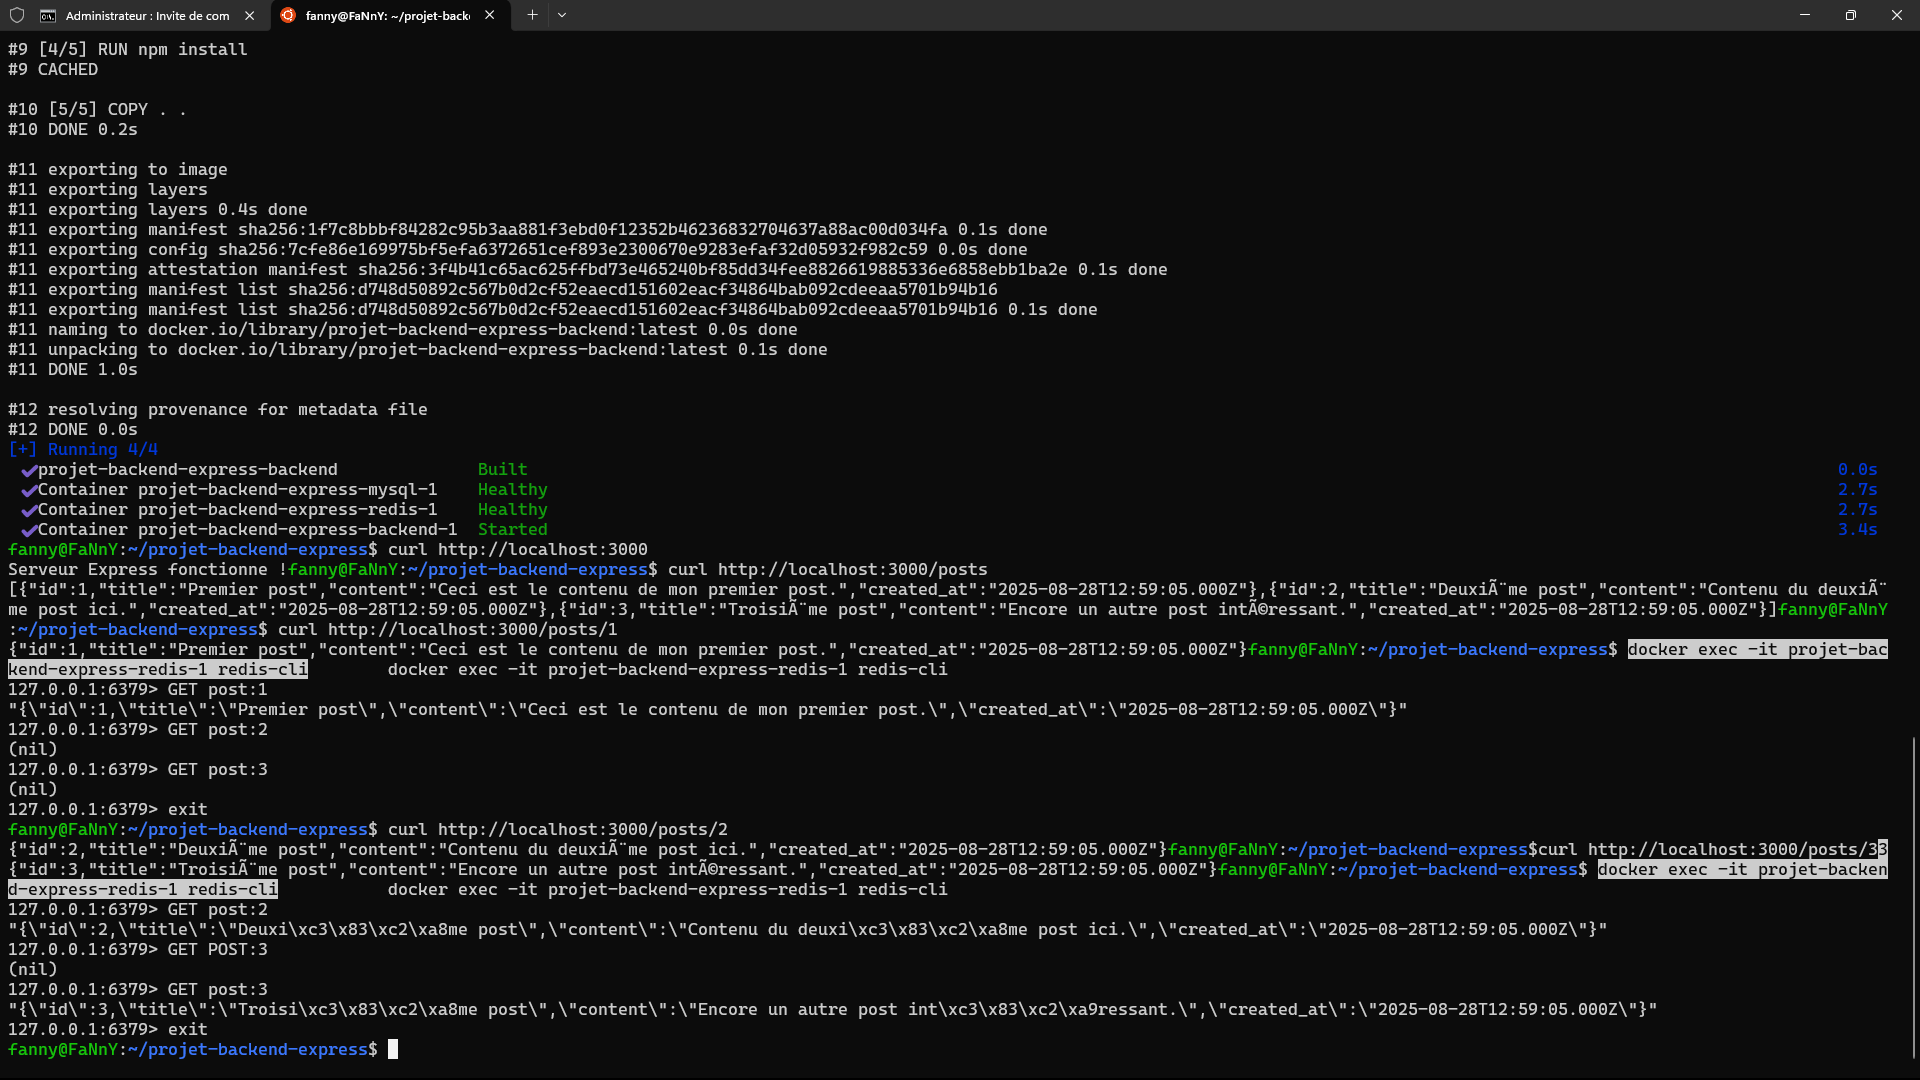 Administrateur : Invite de com
fanny@FaNnY: ~/projet-back
#9 [4/5] RUN npm install
#9 CACHED
#10 [5/5] COPY . .
#10 DONE 0.2s
#11 exporting to image
#11 exporting layers
#11 exporting layers 0.4s done
#11 exporting manifest sha256:1f7c8bbbf84282c95b3aa881f3ebd0f12352b46236832704637a88ac00d034fa 0.1s done
#11 exporting config sha256:7cfe86e169975bf5efa6372651cef893e2300670e9283efaf32d05932f982c59 0.0s done
#11 exporting attestation manifest sha256:3f4b41c65ac625ffbd73e465240bf85dd34fee8826619885336e6858ebb1ba2e 0.1s done
#11 exporting manifest list sha256:d748d50892c567b0d2cf52eaecd151602eacf34864bab092cdeeaa5701b94b16
#11 exporting manifest list sha256:d748d50892c567b0d2cf52eaecd151602eacf34864bab092cdeeaa5701b94b16 0.1s done
#11 naming to docker.io/library/projet-backend-express-backend:latest 0.0s done
#11 unpacking to docker.io/library/projet-backend-express-backend:latest 0.1s done
#11 DONE 1.0s
#12 resolving provenance for metadata file
#12 DONE 0.0s
[+] Running 4/4
✔projet-backend-express-backend Built 0.0s
✔Container projet-backend-express-mysql-1 Healthy 2.7s
✔Container projet-backend-express-redis-1 Healthy 2.7s
✔Container projet-backend-express-backend-1 Started 3.4s
fanny@FaNnY:~/projet-backend-express$ curl http://localhost:3000
Serveur Express fonctionne !fanny@FaNnY:~/projet-backend-express$ curl http://localhost:3000/posts
[{"id":1,"title":"Premier post","content":"Ceci est le contenu de mon premier post.","created_at":"2025-08-28T12:59:05.000Z"},{"id":2,"title":"DeuxiÃ¨me post","content":"Contenu du deuxiÃ¨
me post ici.","created_at":"2025-08-28T12:59:05.000Z"},{"id":3,"title":"TroisiÃ¨me post","content":"Encore un autre post intÃ©ressant.","created_at":"2025-08-28T12:59:05.000Z"}]fanny@FaNnY
:~/projet-backend-express$ curl http://localhost:3000/posts/1
{"id":1,"title":"Premier post","content":"Ceci est le contenu de mon premier post.","created_at":"2025-08-28T12:59:05.000Z"}fanny@FaNnY:~/projet-backend-express$ docker exec -it projet-bac
kend-express-redis-1 redis-cli docker exec -it projet-backend-express-redis-1 redis-cli
127.0.0.1:6379> GET post:1
"{\"id\":1,\"title\":\"Premier post\",\"content\":\"Ceci est le contenu de mon premier post.\",\"created_at\":\"2025-08-28T12:59:05.000Z\"}"
127.0.0.1:6379> GET post:2
(nil)
127.0.0.1:6379> GET post:3
(nil)
127.0.0.1:6379> exit
fanny@FaNnY:~/projet-backend-express$ curl http://localhost:3000/posts/2
{"id":2,"title":"DeuxiÃ¨me post","content":"Contenu du deuxiÃ¨me post ici.","created_at":"2025-08-28T12:59:05.000Z"}fanny@FaNnY:~/projet-backend-express$curl http://localhost:3000/posts/33
{"id":3,"title":"TroisiÃ¨me post","content":"Encore un autre post intÃ©ressant.","created_at":"2025-08-28T12:59:05.000Z"}fanny@FaNnY:~/projet-backend-express$ docker exec -it projet-backen
d-express-redis-1 redis-cli docker exec -it projet-backend-express-redis-1 redis-cli
127.0.0.1:6379> GET post:2
"{\"id\":2,\"title\":\"Deuxi\xc3\x83\xc2\xa8me post\",\"content\":\"Contenu du deuxi\xc3\x83\xc2\xa8me post ici.\",\"created_at\":\"2025-08-28T12:59:05.000Z\"}"
127.0.0.1:6379> GET POST:3
(nil)
127.0.0.1:6379> GET post:3
"{\"id\":3,\"title\":\"Troisi\xc3\x83\xc2\xa8me post\",\"content\":\"Encore un autre post int\xc3\x83\xc2\xa9ressant.\",\"created_at\":\"2025-08-28T12:59:05.000Z\"}"
127.0.0.1:6379> exit
fanny@FaNnY:~/projet-backend-express$